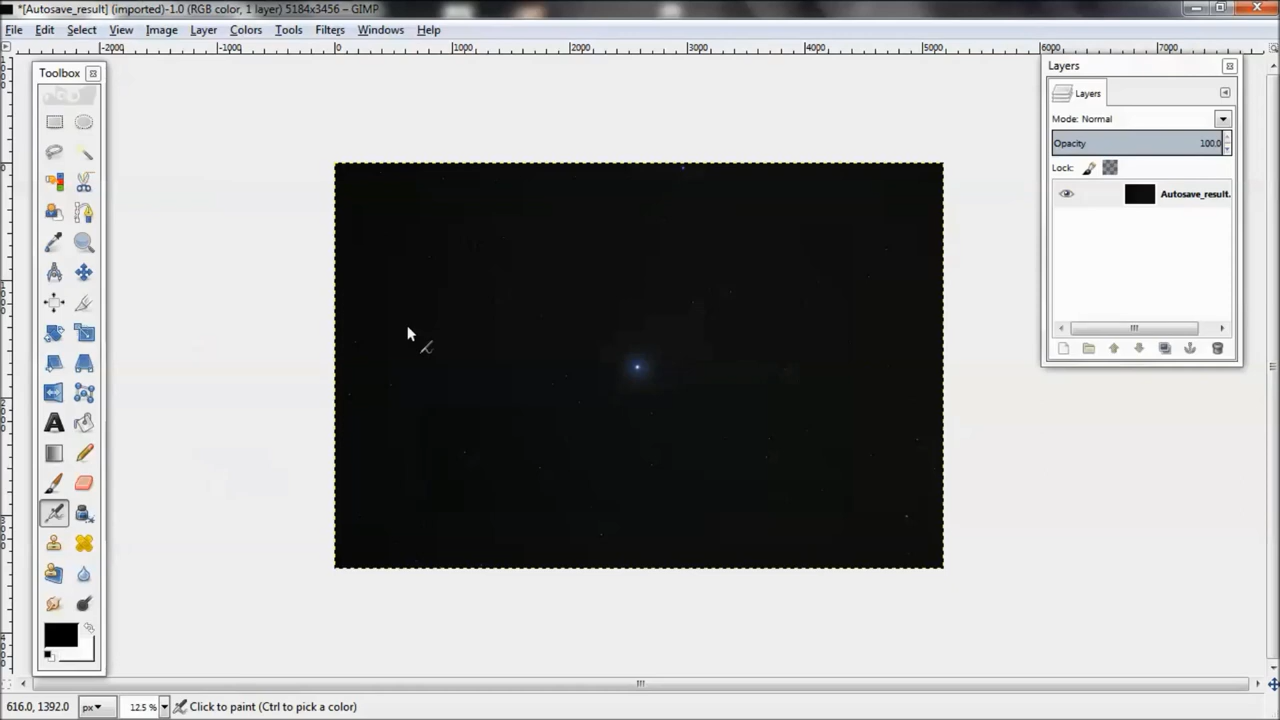 *[Autosave_result] (imported)-1.0 (RGB color, 1 layer) 5184x3456 – GIMP
File Edit Select View Image Layer Colors Tools Filters Windows Help
-2000 -1000 0 1000 2000 3000 4000 5000 6000 7000
Toolbox
Layers
Layers
Mode: Normal
Opacity 100.0
Lock:
Autosave_result.
616.0, 1392.0 px 12.5 % Click to paint (Ctrl to pick a color)